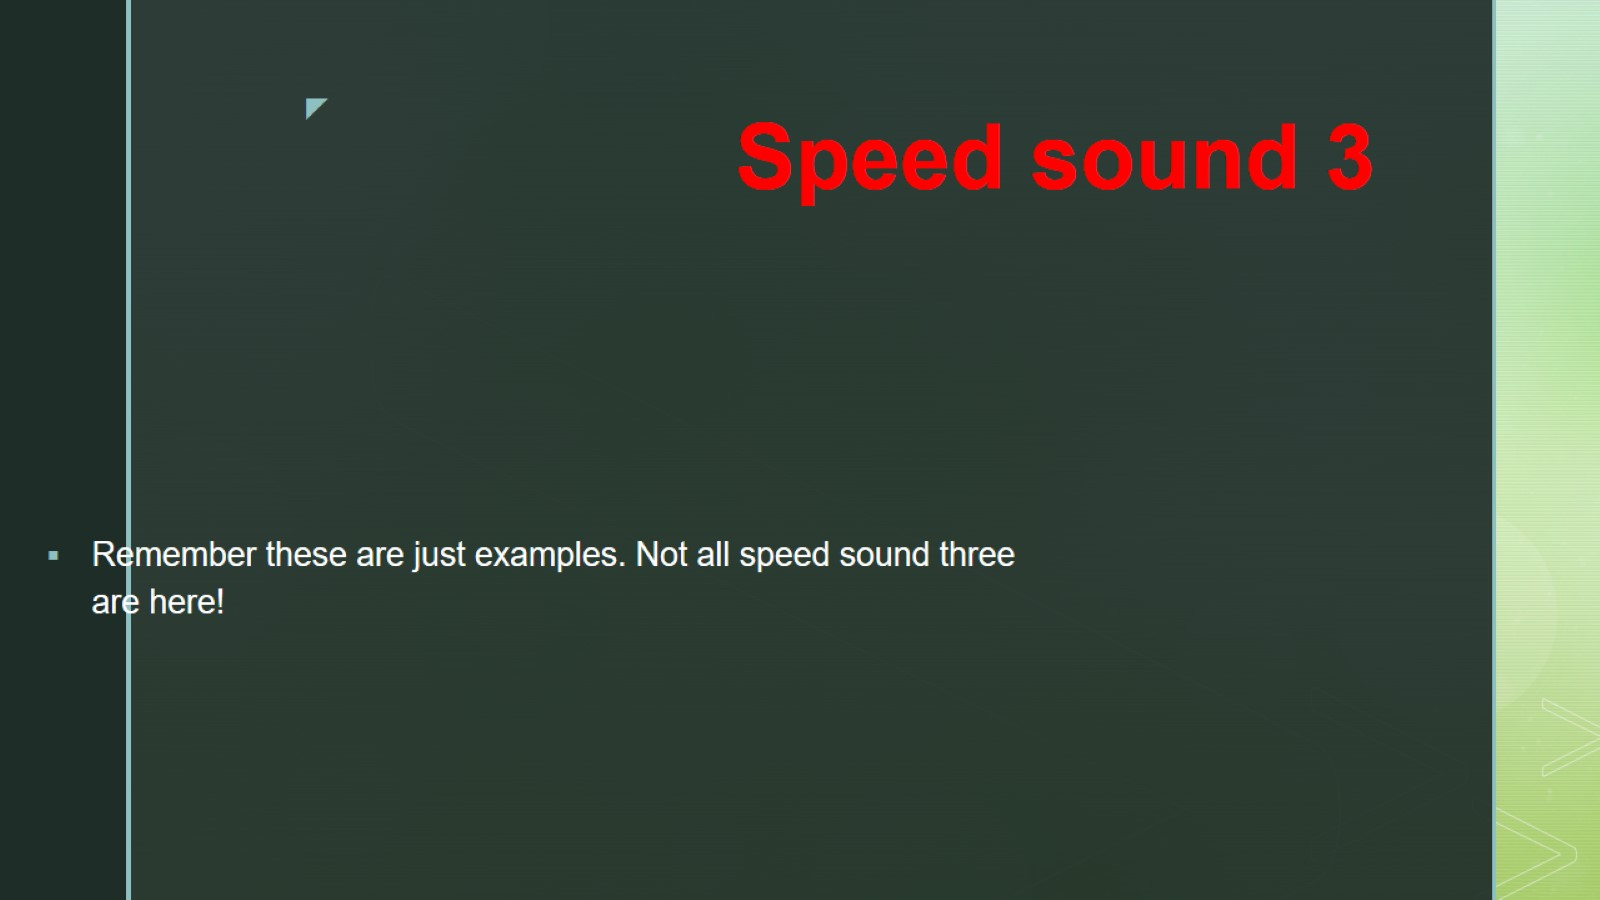 Speed sound 3
Remember these are just examples. Not all speed sound three
are here!